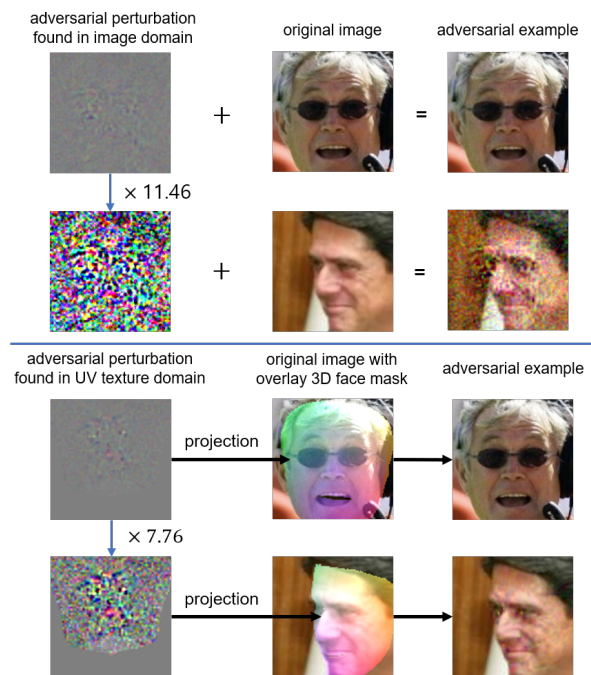 adversarial perturbation
found in image domain
original image
adversarial example
+
=
× 11.46
+
=
adversarial perturbation
found in UV texture domain
original image with
overlay 3D face mask
adversarial example
projection
× 7.76
projection